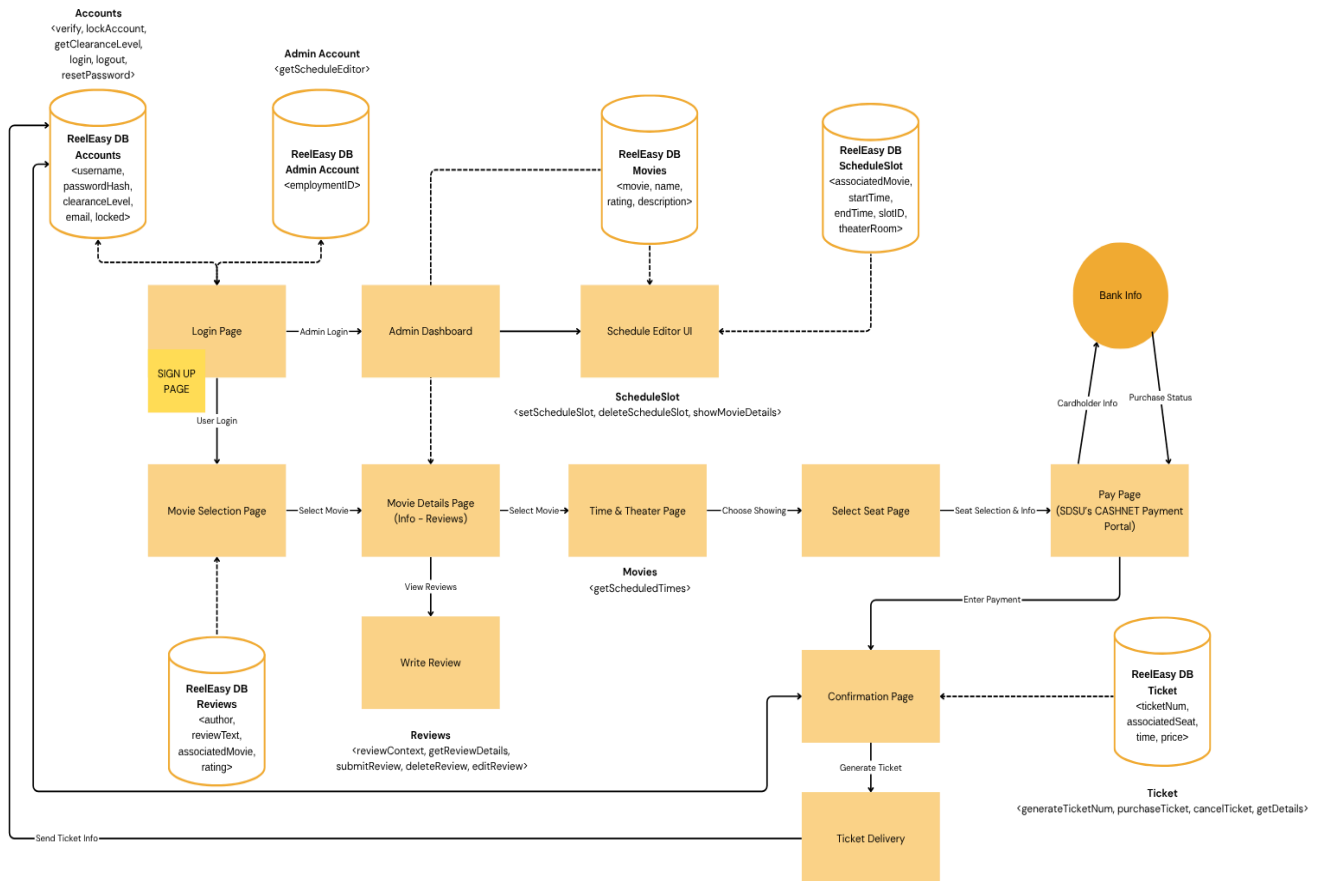 Accounts
<verify, lockAccount,
getClearanceLevel,
login, logout,
resetPassword>
Admin Account
<getScheduleEditor>
ReelEasy DB
Accounts
<username,
passwordHash,
clearanceLevel,
email, locked>
ReelEasy DB
Admin Account
<employmentID>
ReelEasy DB
Movies
<movie, name,
rating, description>
ReelEasy DB
ScheduleSlot
<associatedMovie,
startTime,
endTime, slotID,
theaterRoom>
Bank Info
Login Page
Admin Login
Admin Dashboard
Schedule Editor UI
SIGN UP
PAGE
User Login
ScheduleSlot
<setScheduleSlot, deleteScheduleSlot, showMovieDetails>
Cardholder Info
Purchase Status
Movie Selection Page
Select Movie
Movie Details Page
(Info - Reviews)
Select Movie
Time & Theater Page
Choose Showing
Select Seat Page
Seat Selection & Info
Pay Page
(SDSU's CASHNET Payment
Portal)
Movies
<getScheduledTimes>
View Reviews
Enter Payment
Write Review
ReelEasy DB
Reviews
<author,
reviewText,
associatedMovie,
rating>
Reviews
<reviewContext, getReviewDetails,
submitReview, deleteReview, editReview>
Confirmation Page
ReelEasy DB
Ticket
<ticketNum,
associatedSeat,
time, price>
Generate Ticket
Ticket
<generateTicketNum, purchaseTicket, cancelTicket, getDetails>
Send Ticket Info
Ticket Delivery